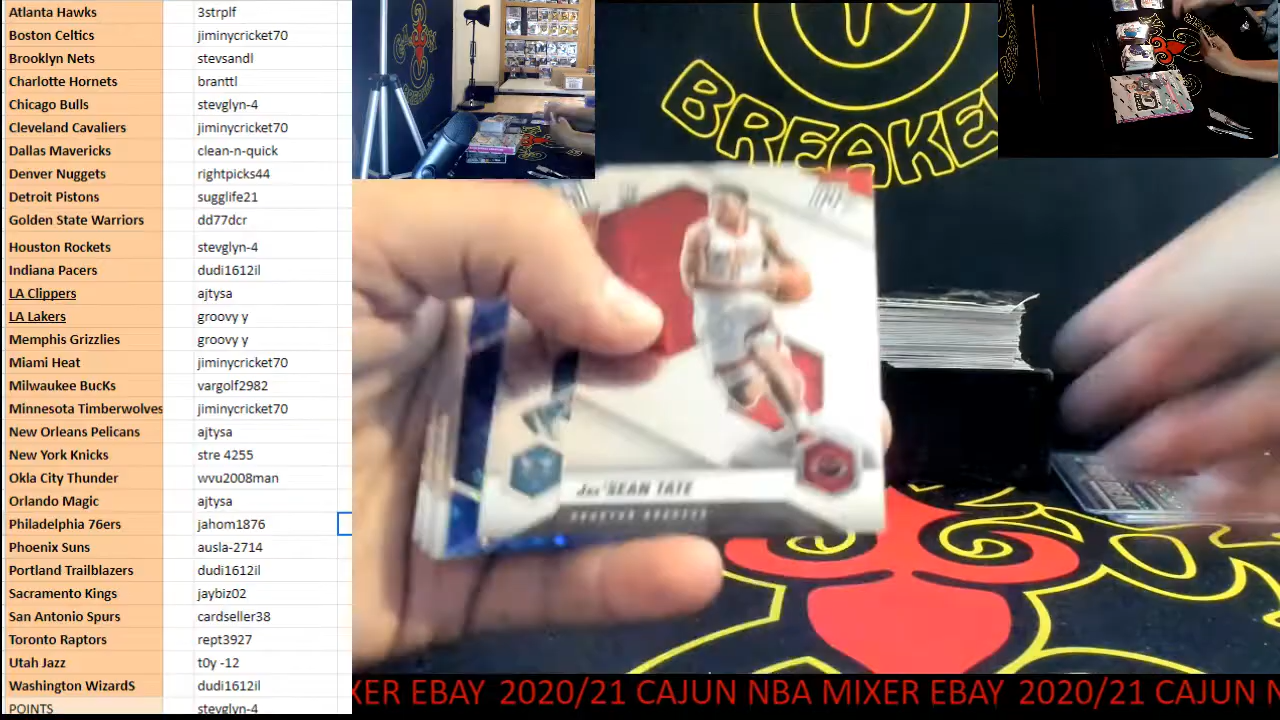 Atlanta Hawks 3strplf
Boston Celtics jiminycricket70
Brooklyn Nets stevsandl
Charlotte Hornets branttl
Chicago Bulls stevglyn-4
Cleveland Cavaliers jiminycricket70
Dallas Mavericks clean-n-quick
Denver Nuggets rightpicks44
Detroit Pistons sugglife21
Golden State Warriors dd77dcr
Houston Rockets stevglyn-4
Indiana Pacers dudi1612il
LA Clippers ajtysa
LA Lakers groovy y
Memphis Grizzlies groovy y
Miami Heat jiminycricket70
Milwaukee BucKs vargolf2982
Minnesota Timberwolves jiminycricket70
New Orleans Pelicans ajtysa
New York Knicks stre 4255
Okla City Thunder wvu2008man
Orlando Magic ajtysa
Philadelphia 76ers jahom1876
Phoenix Suns ausla-2714
Portland Trailblazers dudi1612il
Sacramento Kings jaybiz02
San Antonio Spurs cardseller38
Toronto Raptors rept3927
Utah Jazz t0y -12
Washington WizardS dudi1612il
POINTS stevglyn-4
BREAKE
Jae'SEAN TATE
HOUSTON ROCKETS
XER EBAY 2020/21 CAJUN NBA MIXER EBAY 2020/21 CAJUN N